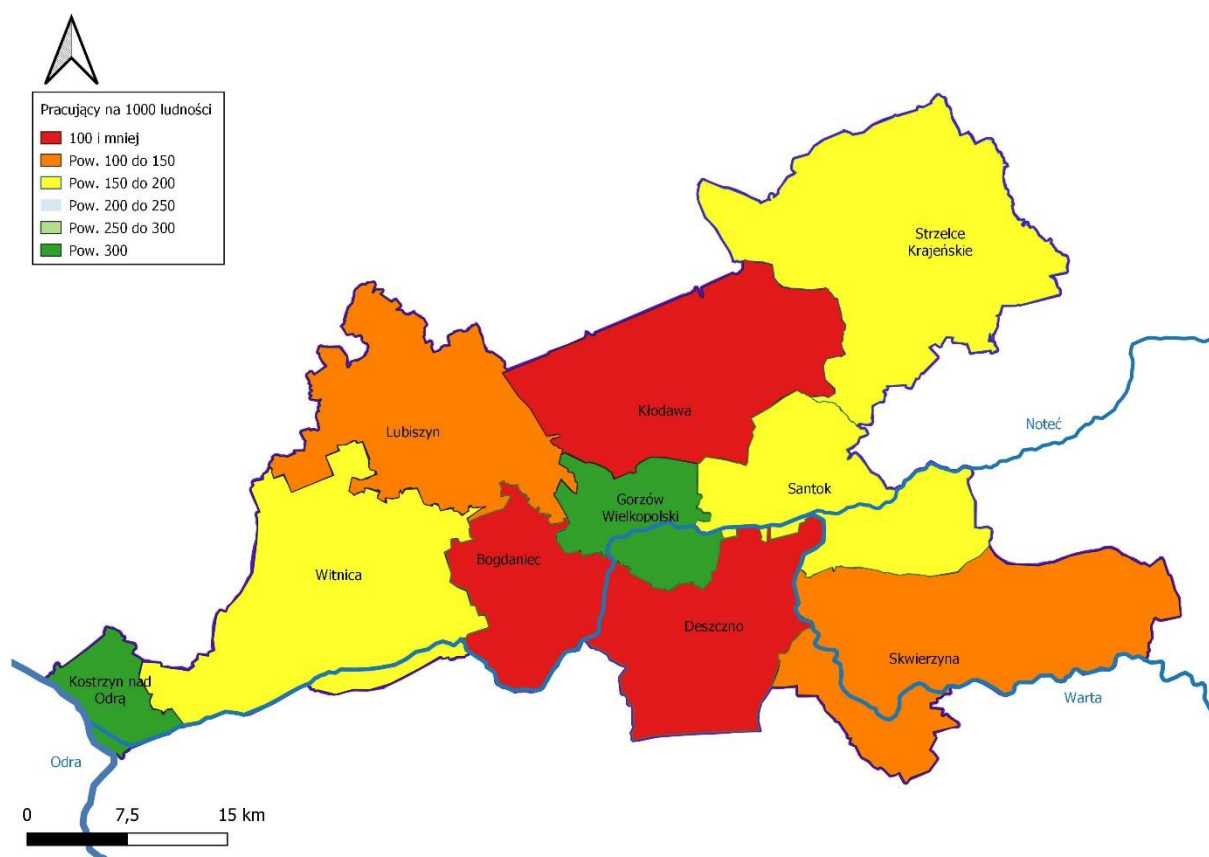 Pracujący na 1000 ludności
100 i mniej
Pow. 100 do 150
Pow. 150 do 200
Pow. 200 do 250
Pow. 250 do 300
Pow. 300
Strzelce
Krajeńskie
Kłodawa
Lubiszyn
Noteć
Santok
Gorzów
Wielkopolski
Bogdaniec
Witnica
Deszczno
Skwierzyna
Kostrzyn nad
Odrą
Warta
Odra
0 7,5 15 km